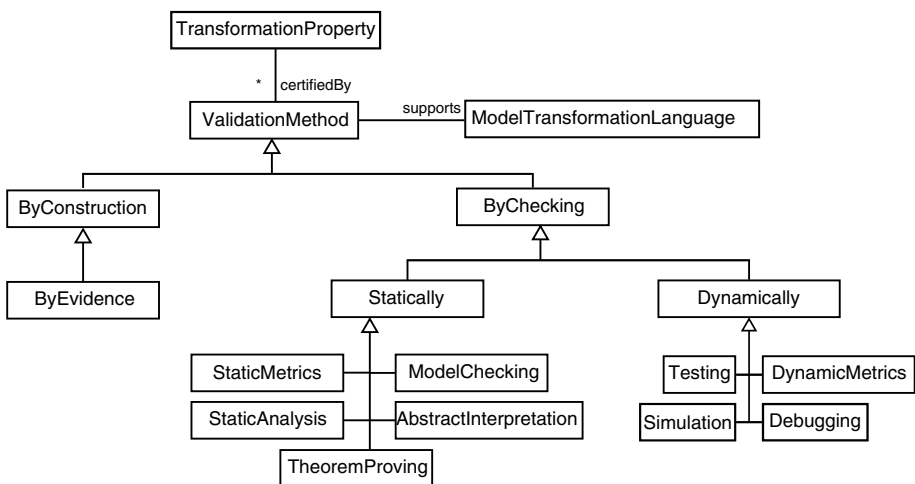 TransformationProperty
* certifiedBy
ValidationMethod
supports
ModelTransformationLanguage
ByConstruction
ByChecking
ByEvidence
Statically
Dynamically
StaticMetrics
ModelChecking
Testing
DynamicMetrics
StaticAnalysis
AbstractInterpretation
Simulation
Debugging
TheoremProving